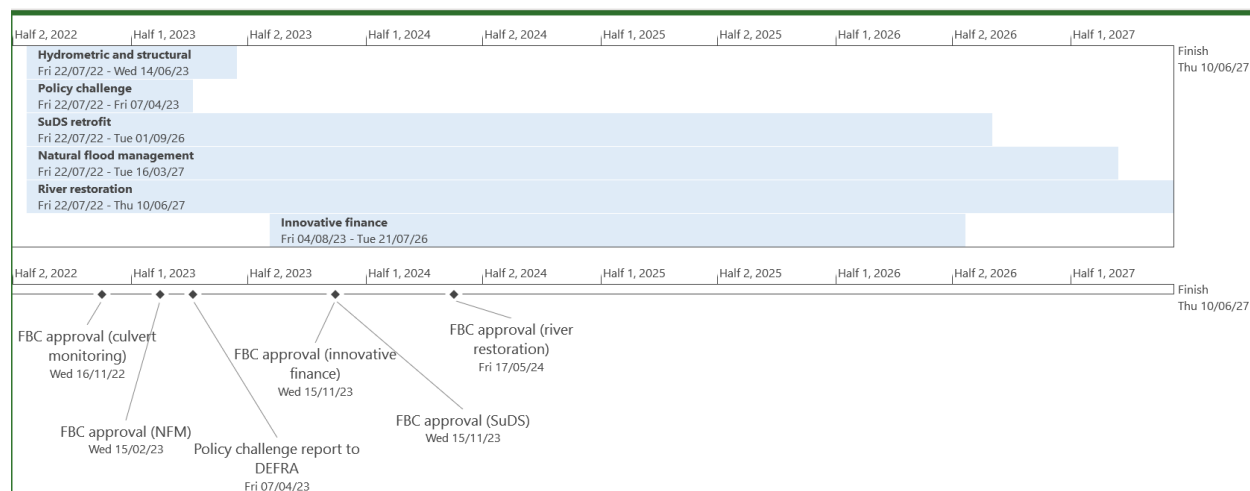 Half 2, 2022 Half 1, 2023 Half 2, 2023 Half 1, 2024 Half 2, 2024 Half 1, 2025 Half 2, 2025 Half 1, 2026 Half 2, 2026 Half 1, 2027
Finish
Thu 10/06/27
Hydrometric and structural
Fri 22/07/22 - Wed 14/06/23
Policy challenge
Fri 22/07/22 - Fri 07/04/23
SuDS retrofit
Fri 22/07/22 - Tue 01/09/26
Natural flood management
Fri 22/07/22 - Tue 16/03/27
River restoration
Fri 22/07/22 - Thu 10/06/27
Innovative finance
Fri 04/08/23 - Tue 21/07/26
Half 2, 2022 Half 1, 2023 Half 2, 2023 Half 1, 2024 Half 2, 2024 Half 1, 2025 Half 2, 2025 Half 1, 2026 Half 2, 2026 Half 1, 2027
Finish
Thu 10/06/27
FBC approval (culvert
monitoring)
Wed 16/11/22
FBC approval (NFM)
Wed 15/02/23
Policy challenge report to
DEFRA
Fri 07/04/23
FBC approval (innovative
finance)
Wed 15/11/23
FBC approval (SuDS)
Wed 15/11/23
FBC approval (river
restoration)
Fri 17/05/24